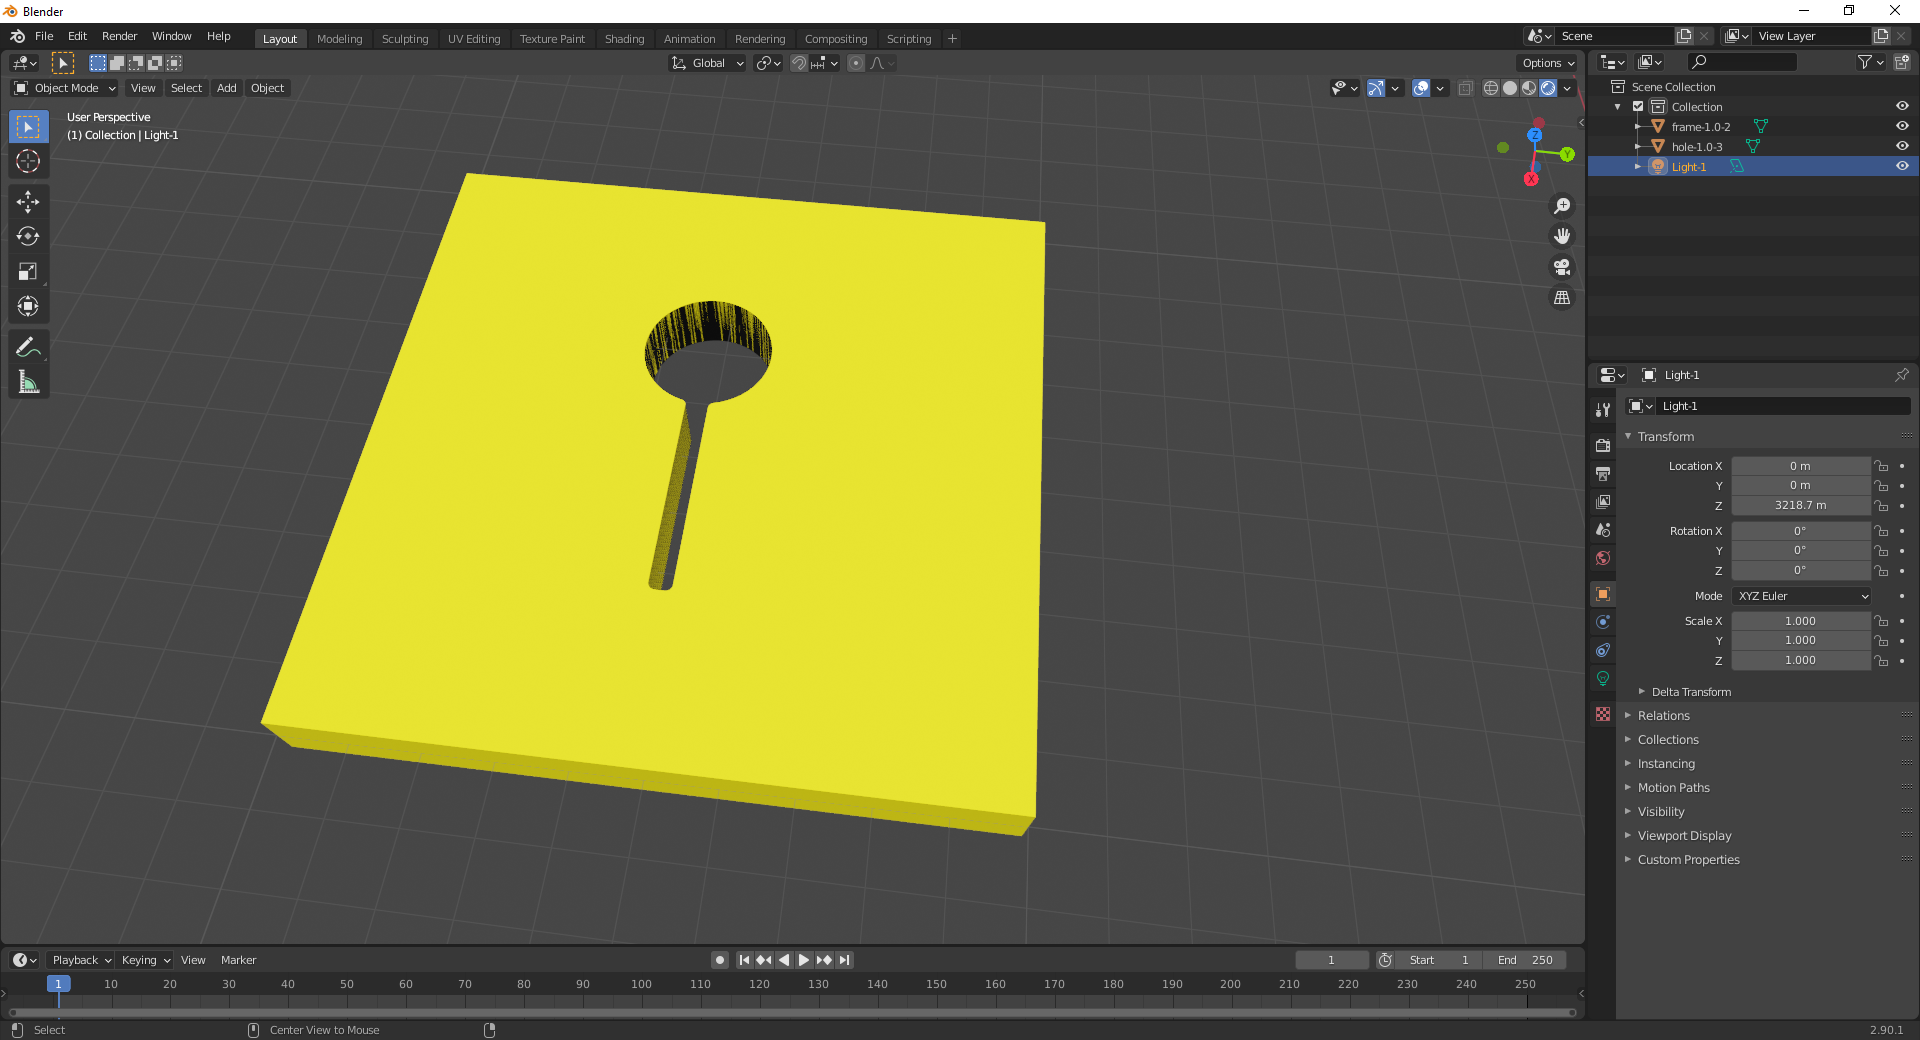 Blender
File Edit Render Window Help Layout Modeling Sculpting UV Editing Texture Paint Shading Animation Rendering Compositing Scripting + Scene View Layer
Global Options
Object Mode View Select Add Object
User Perspective
(1) Collection | Light-1
Z
Y
X
Scene Collection
Collection
frame-1.0-2
hole-1.0-3
Light-1
Light-1
Light-1
Transform
Location X 0 m
Y 0 m
Z 3218.7 m
Rotation X 0°
Y 0°
Z 0°
Mode XYZ Euler
Scale X 1.000
Y 1.000
Z 1.000
Delta Transform
Relations
Collections
Instancing
Motion Paths
Visibility
Viewport Display
Custom Properties
Playback Keying View Marker 1 Start 1 End 250
1 10 20 30 40 50 60 70 80 90 100 110 120 130 140 150 160 170 180 190 200 210 220 230 240 250
Select Center View to Mouse 2.90.1